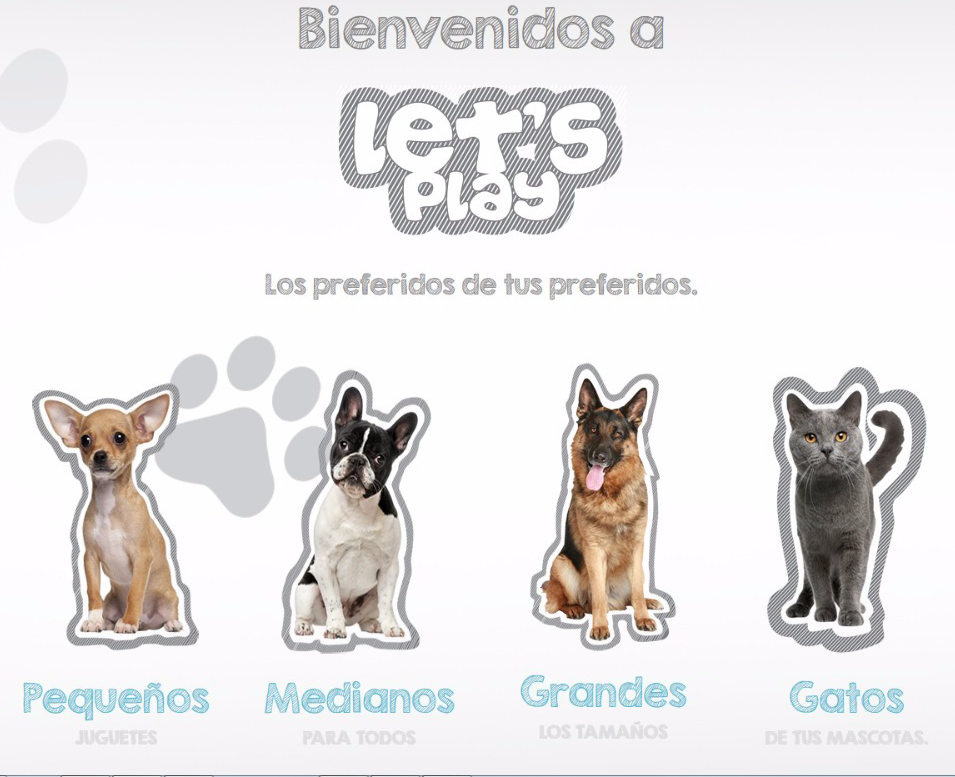 Bienvenidos a
let's
play
Los preferidos de tus preferidos.
Pequeños
Medianos
Grandes
Gatos
JUGUETES
PARA TODOS
LOS TAMAÑOS
DE TUS MASCOTAS.